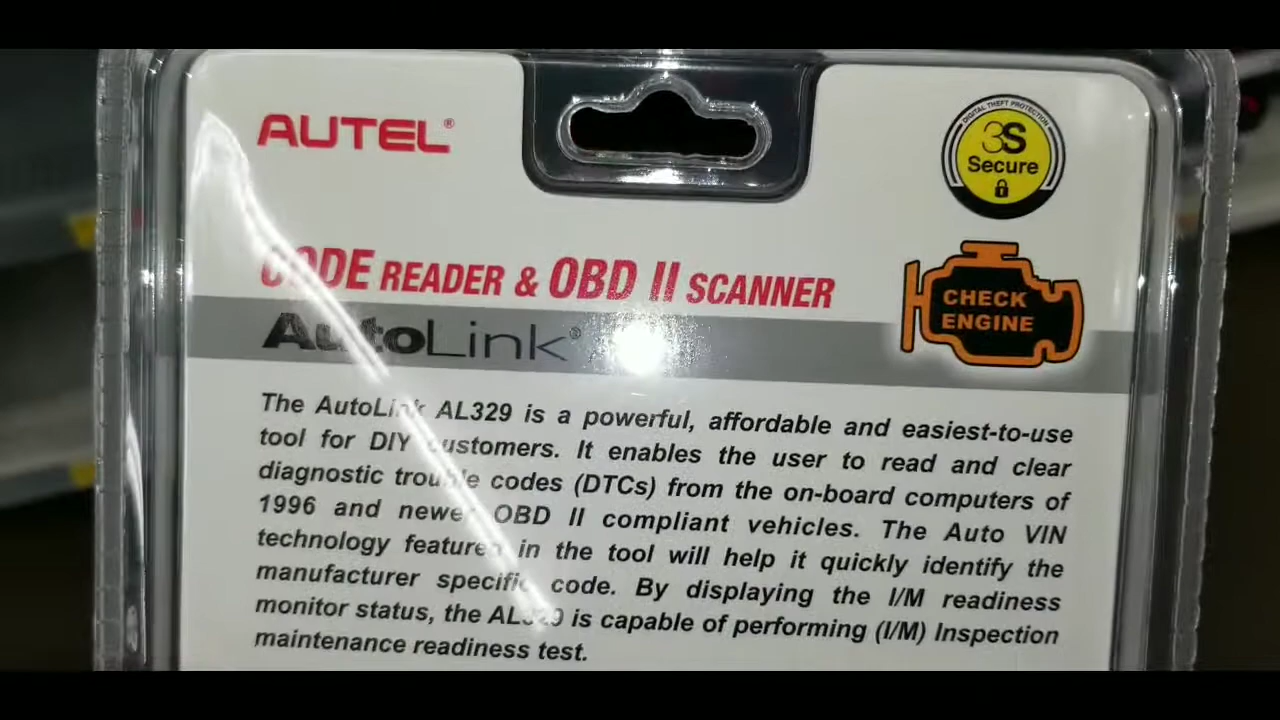 AUTEL®
DIGITAL THEFT PROTECTION
3S
Secure
CODE READER & OBD II SCANNER
CHECK
ENGINE
AutoLink®
The AutoLink AL329 is a powerful, affordable and easiest-to-use
tool for DIY customers. It enables the user to read and clear
diagnostic trouble codes (DTCs) from the on-board computers of
1996 and newer OBD II compliant vehicles. The Auto VIN
technology features in the tool will help it quickly identify the
manufacturer specific code. By displaying the I/M readiness
monitor status, the AL329 is capable of performing (I/M) Inspection
maintenance readiness test.